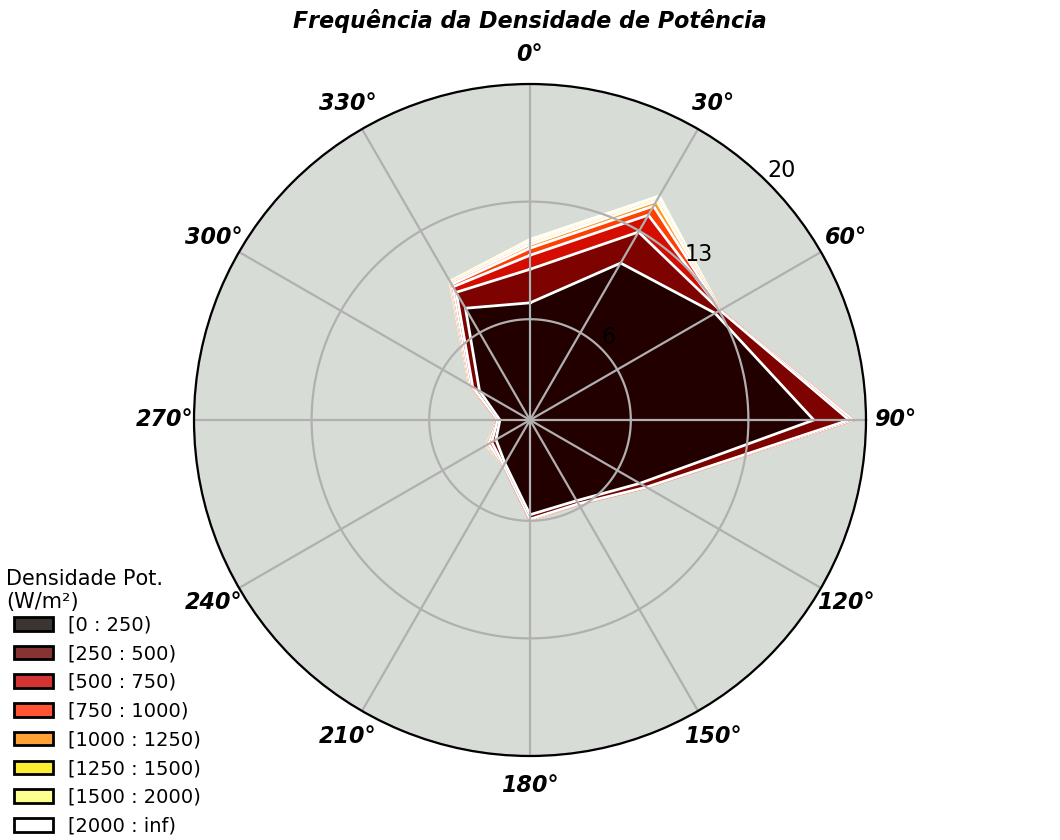 Frequência da Densidade de Potência
0°
330°
30°
20
300°
60°
13
6
270°
90°
240°
120°
210°
150°
180°
Densidade Pot.
(W/m²)
[0 : 250)
[250 : 500)
[500 : 750)
[750 : 1000)
[1000 : 1250)
[1250 : 1500)
[1500 : 2000)
[2000 : inf)